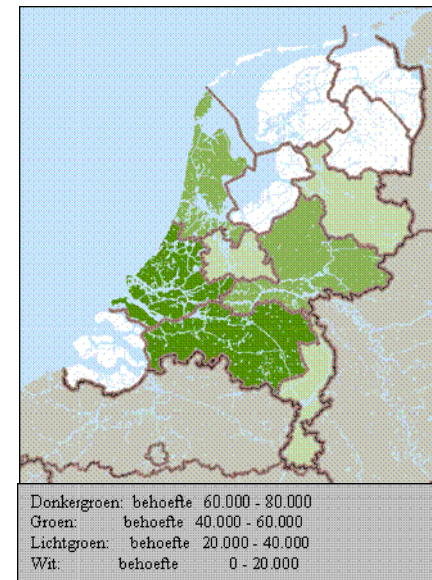 Donkergroen: behoefte 60.000 - 80.000
Groen: behoefte 40.000 - 60.000
Lichtgroen: behoefte 20.000 - 40.000
Wit: behoefte 0 - 20.000